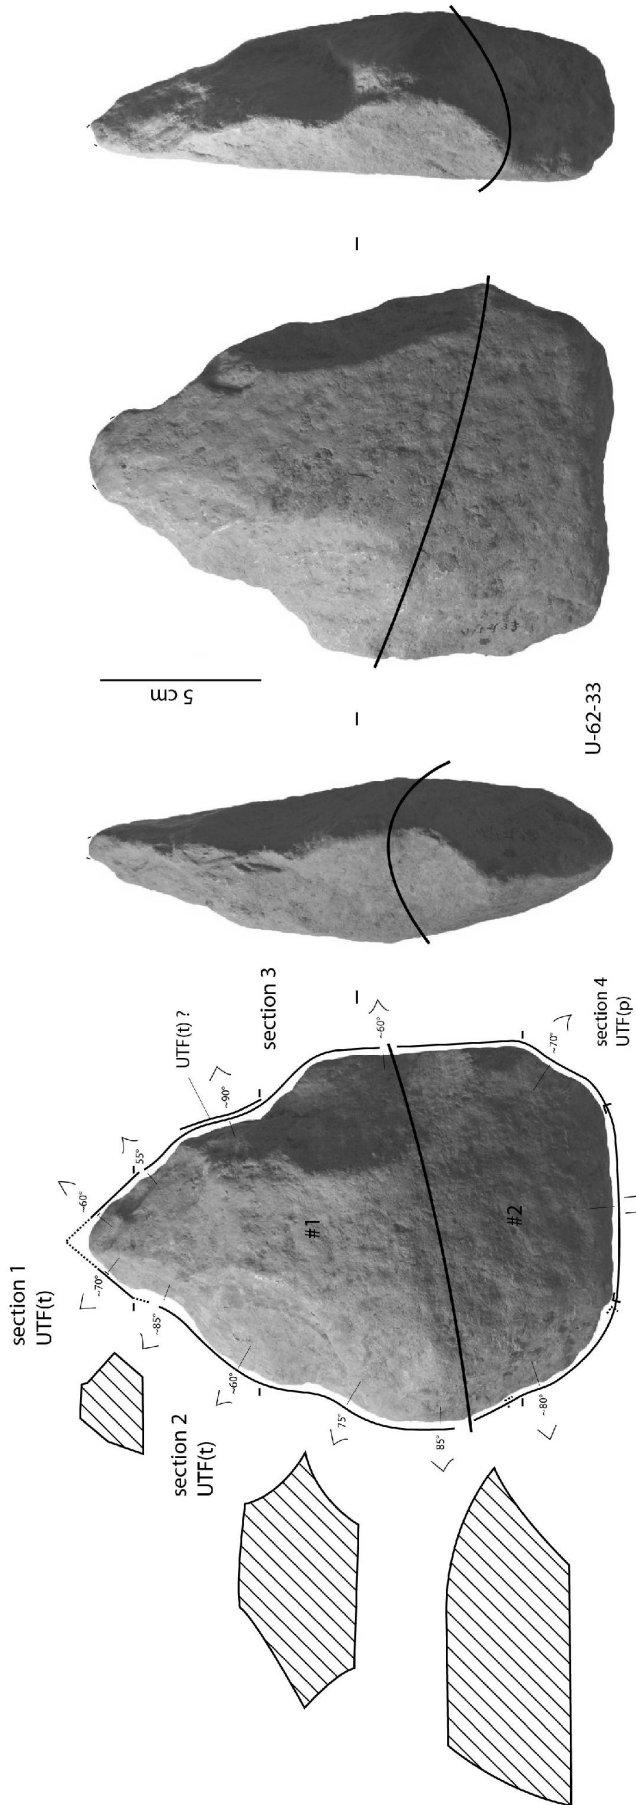 5 cm
U-62-33
section 1
UTF(t)
~60°
55°
~90°
UTF(t) ?
section 3
~60°
~70°
section 4
UTF(p)
~70°
~85°
section 2
UTF(t)
~60°
75°
85°
~80°
#1
#2